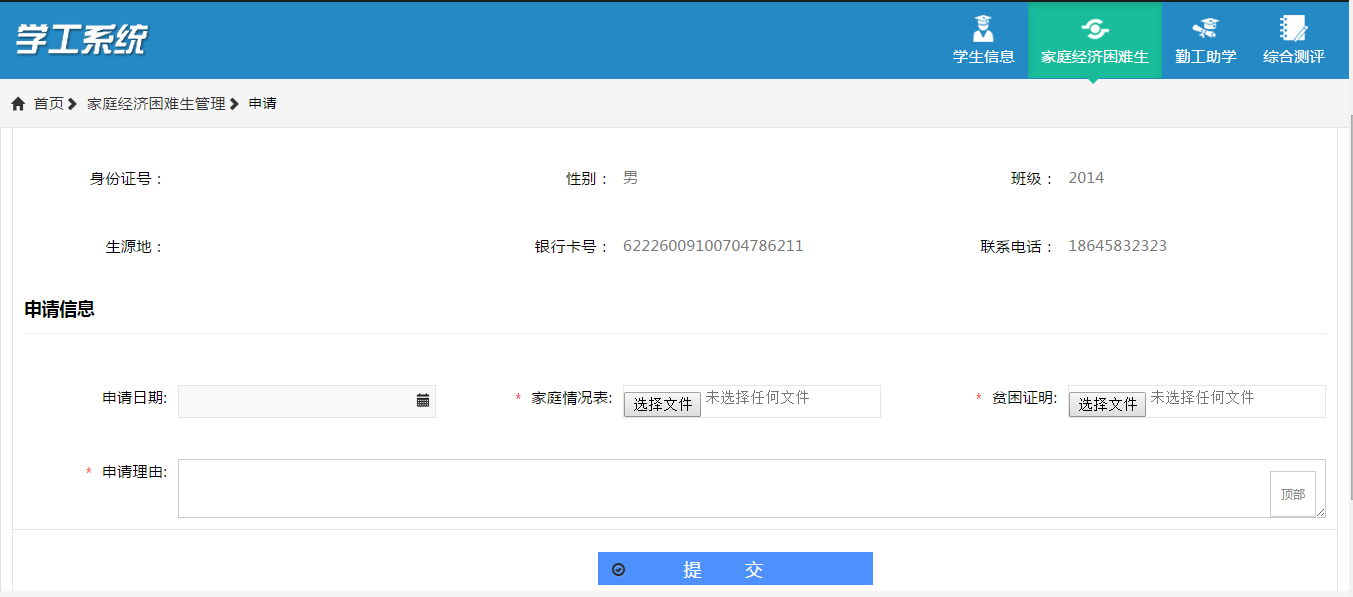 学工系统
学生信息 家庭经济困难生 勤工助学 综合测评
首页 家庭经济困难生管理 申请
身份证号： 性别： 男 班级： 2014
生源地： 银行卡号： 62226009100704786211 联系电话： 18645832323
申请信息
申请日期: * 家庭情况表: 选择文件 未选择任何文件 * 贫困证明: 选择文件 未选择任何文件
* 申请理由:
顶部
提 交